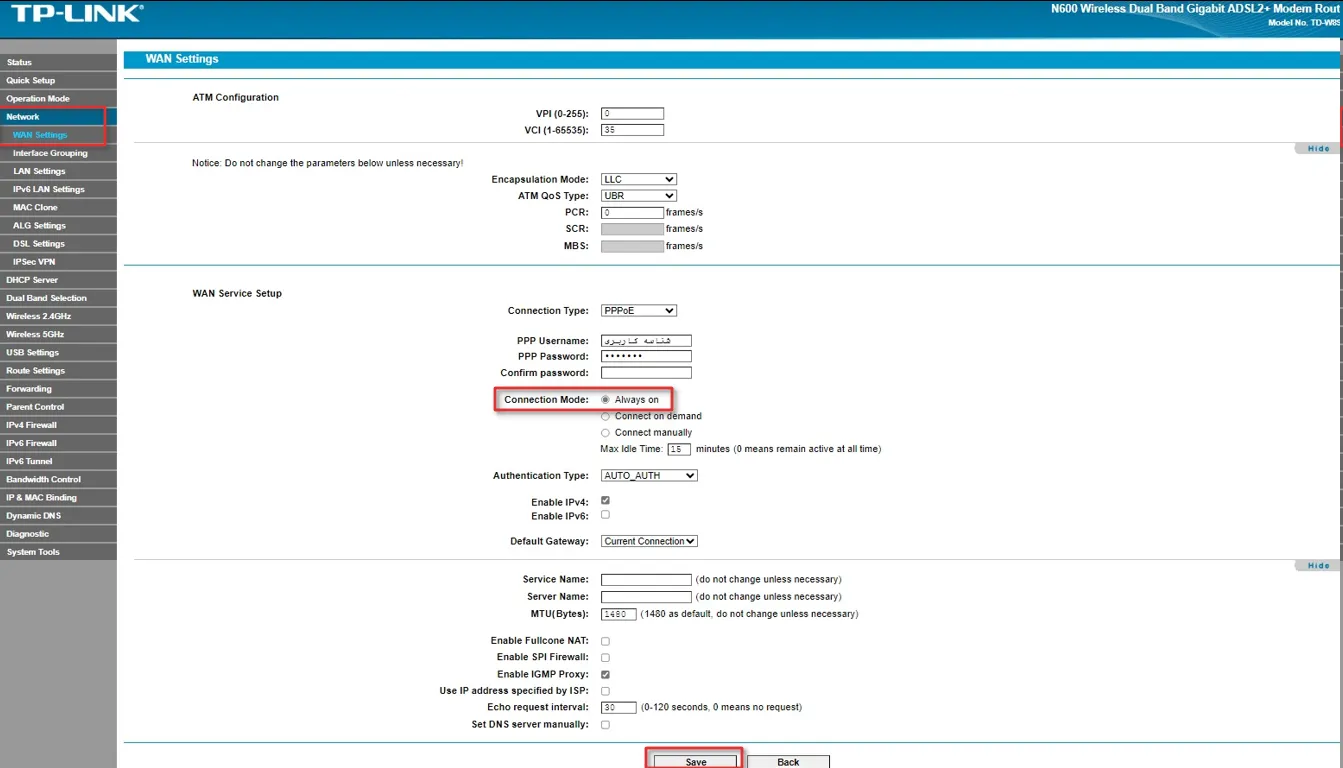 TP-LINK®
N600 Wireless Dual Band Gigabit ADSL2+ Modem Rout
Model No. TD-W89
Status
Quick Setup
Operation Mode
Network
WAN Settings
Interface Grouping
LAN Settings
IPv6 LAN Settings
MAC Clone
ALG Settings
DSL Settings
IPSec VPN
DHCP Server
Dual Band Selection
Wireless 2.4GHz
Wireless 5GHz
USB Settings
Route Settings
Forwarding
Parent Control
IPv4 Firewall
IPv6 Firewall
IPv6 Tunnel
Bandwidth Control
IP & MAC Binding
Dynamic DNS
Diagnostic
System Tools
WAN Settings
ATM Configuration
VPI (0-255): 0
VCI (1-65535): 35
Hide
Notice: Do not change the parameters below unless necessary!
Encapsulation Mode: LLC
ATM QoS Type: UBR
PCR: 0 frames/s
SCR: frames/s
MBS: frames/s
WAN Service Setup
Connection Type: PPPoE
PPP Username: شناسه کاربری
PPP Password: •••••••
Confirm password:
Connection Mode: Always on
Connect on demand
Connect manually
Max Idle Time: 15 minutes (0 means remain active at all time)
Authentication Type: AUTO_AUTH
Enable IPv4:
Enable IPv6:
Default Gateway: Current Connection
Hide
Service Name: (do not change unless necessary)
Server Name: (do not change unless necessary)
MTU(Bytes): 1480 (1480 as default, do not change unless necessary)
Enable Fullcone NAT:
Enable SPI Firewall:
Enable IGMP Proxy:
Use IP address specified by ISP:
Echo request interval: 30 (0-120 seconds, 0 means no request)
Set DNS server manually:
Save Back